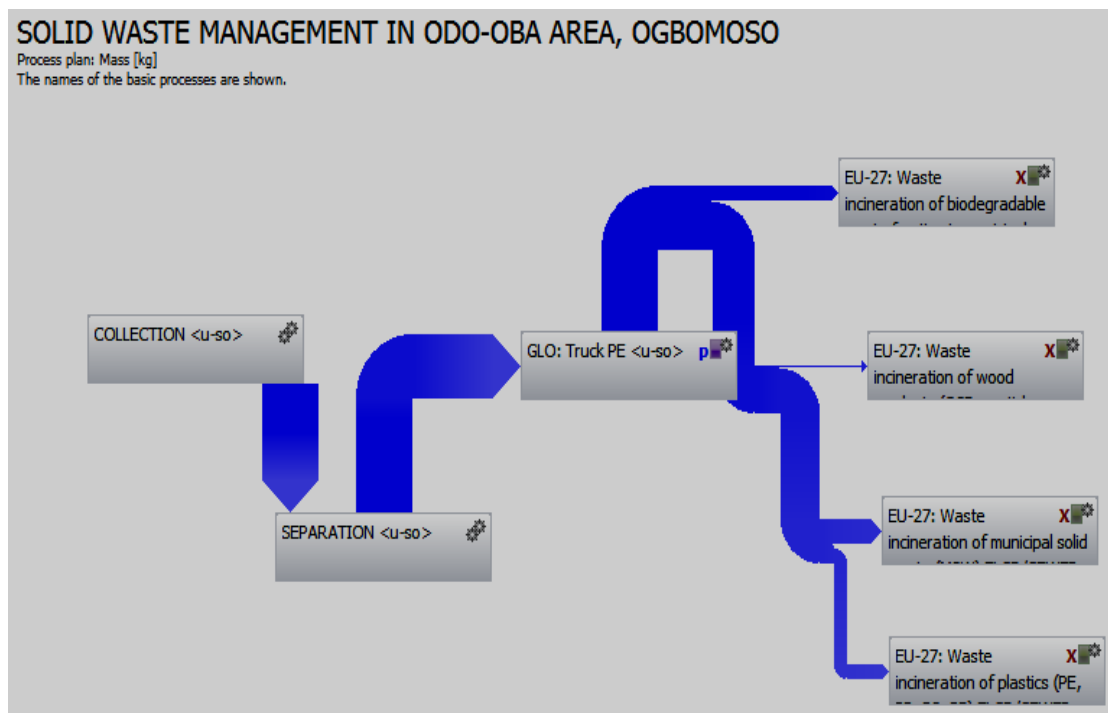 SOLID WASTE MANAGEMENT IN ODO-OBA AREA, OGBOMOSO
Process plan: Mass [kg]
The names of the basic processes are shown.
EU-27: Waste X
incineration of biodegradable
COLLECTION <u-so>
GLO: Truck PE <u-so> p
EU-27: Waste X
incineration of wood
SEPARATION <u-so>
EU-27: Waste X
incineration of municipal solid
EU-27: Waste X
incineration of plastics (PE,